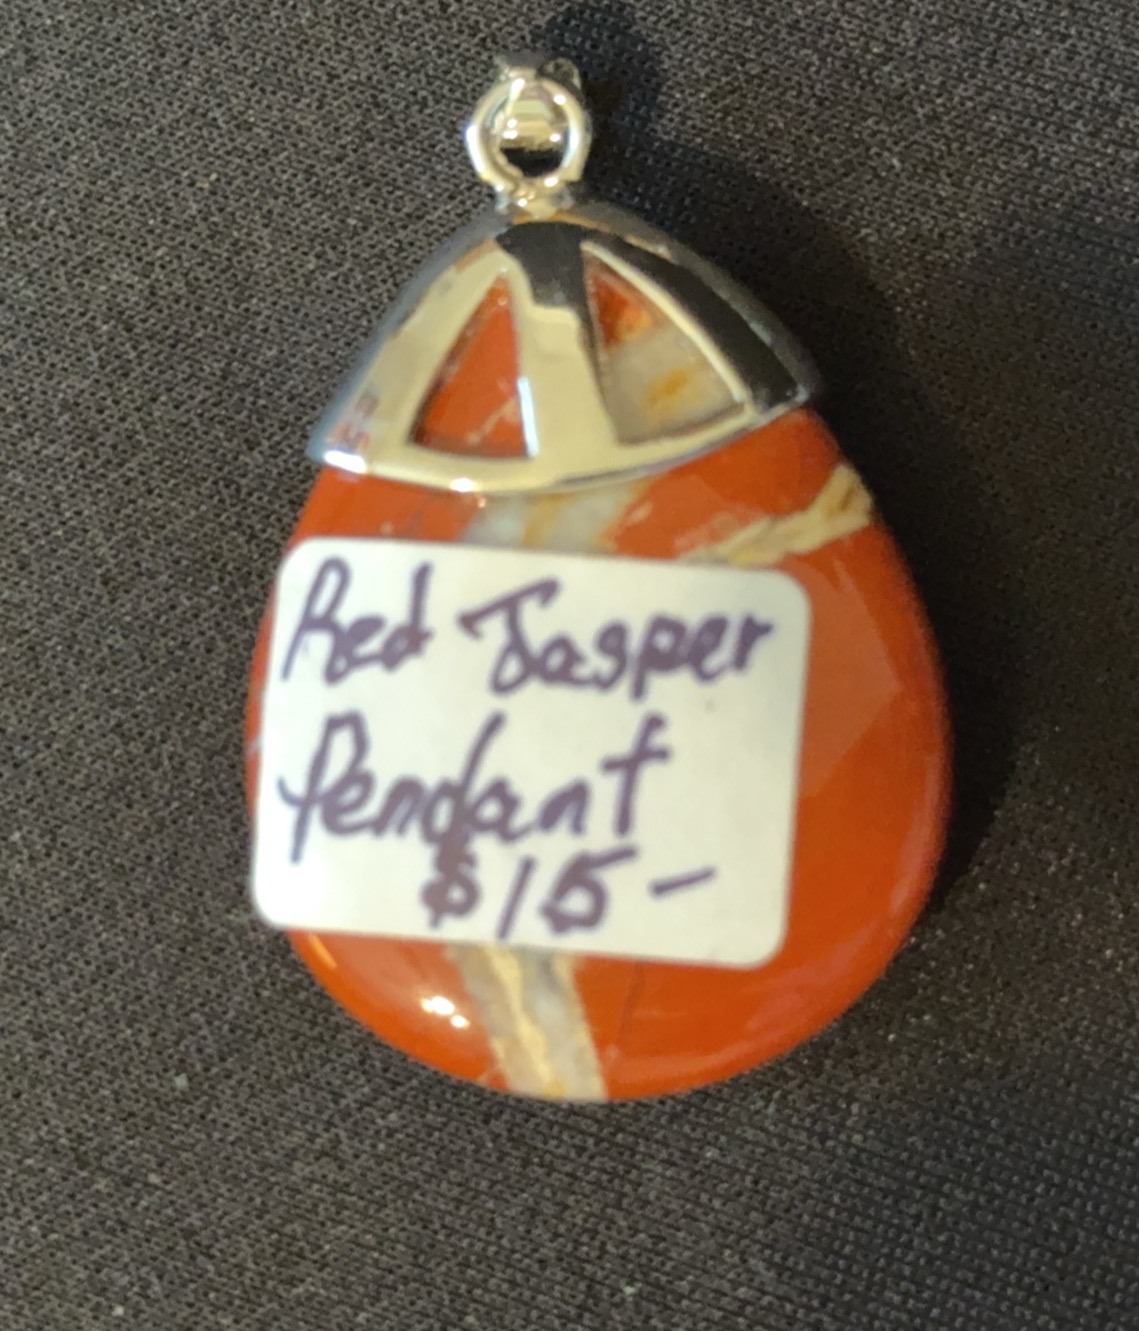 Red Jasper
Pendant
$15-